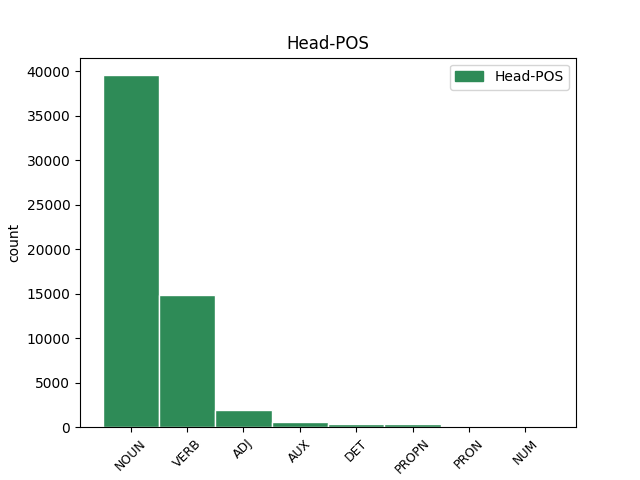 Head-POS
Head-POS
40000
35000
30000
25000
20000
15000
10000
5000
0
count
NOUN
VERB
ADJ
AUX
DET
PROPN
PRON
NUM